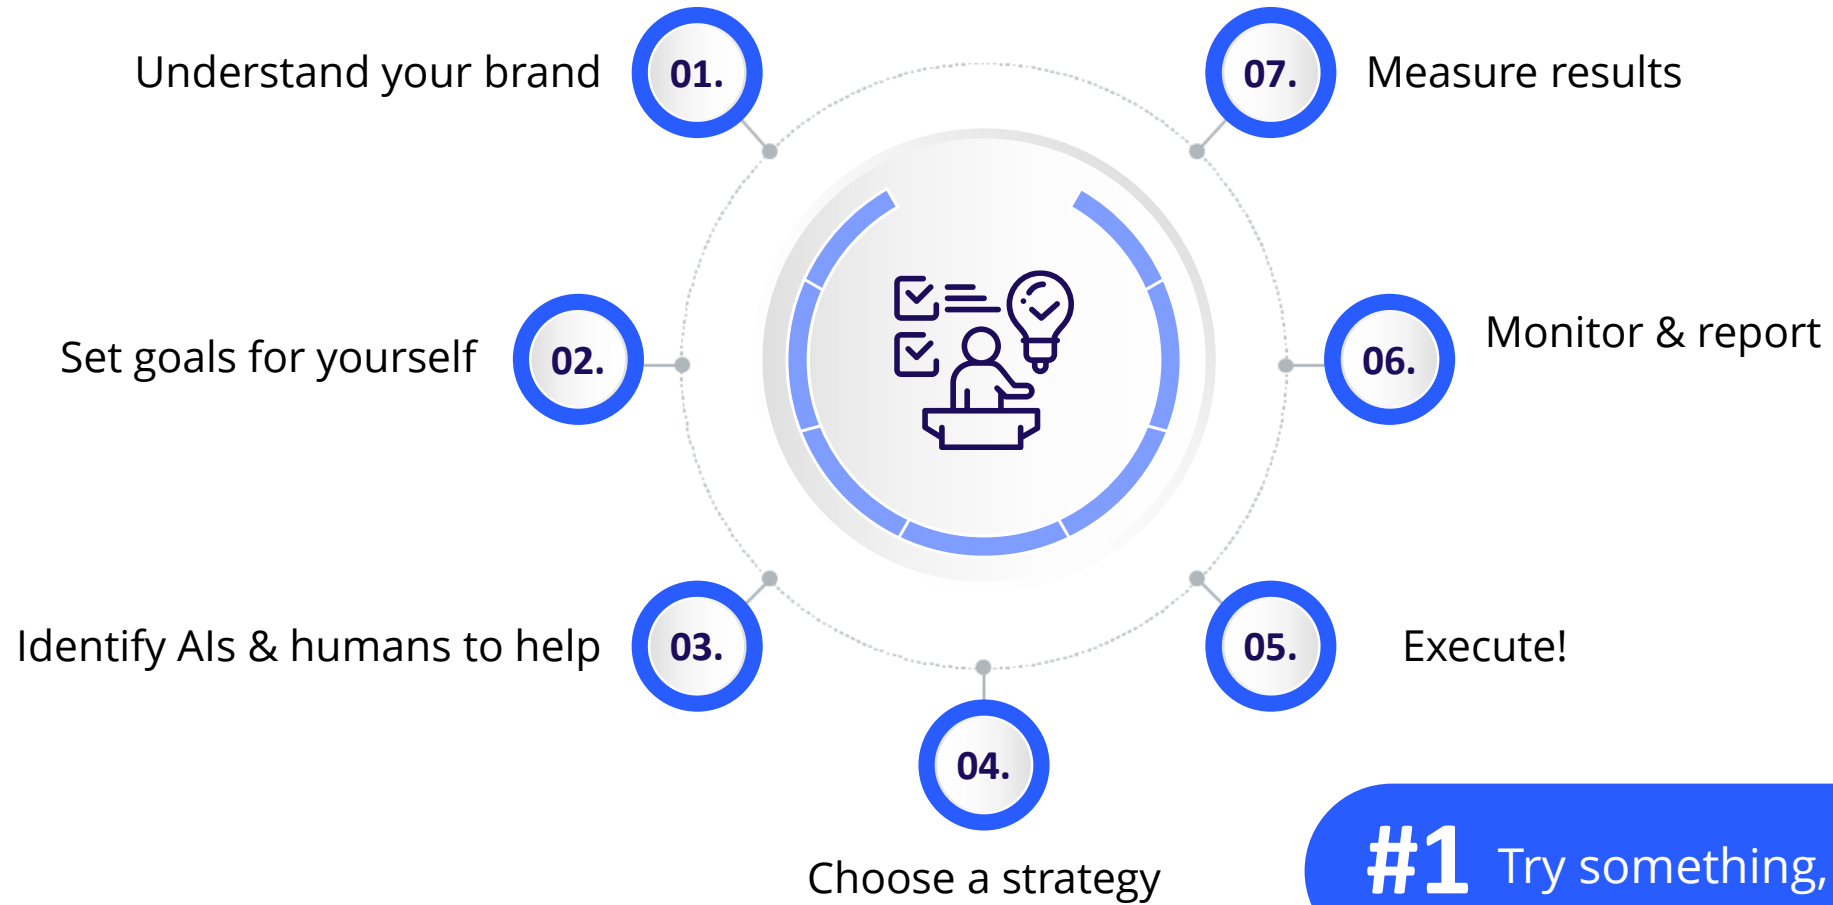 01.
Understand your brand
02.
Set goals for yourself
03.
Identify AIs & humans to help
04.
Choose a strategy
05.
Execute!
06.
Monitor & report
07.
Measure results
#1 Try something,